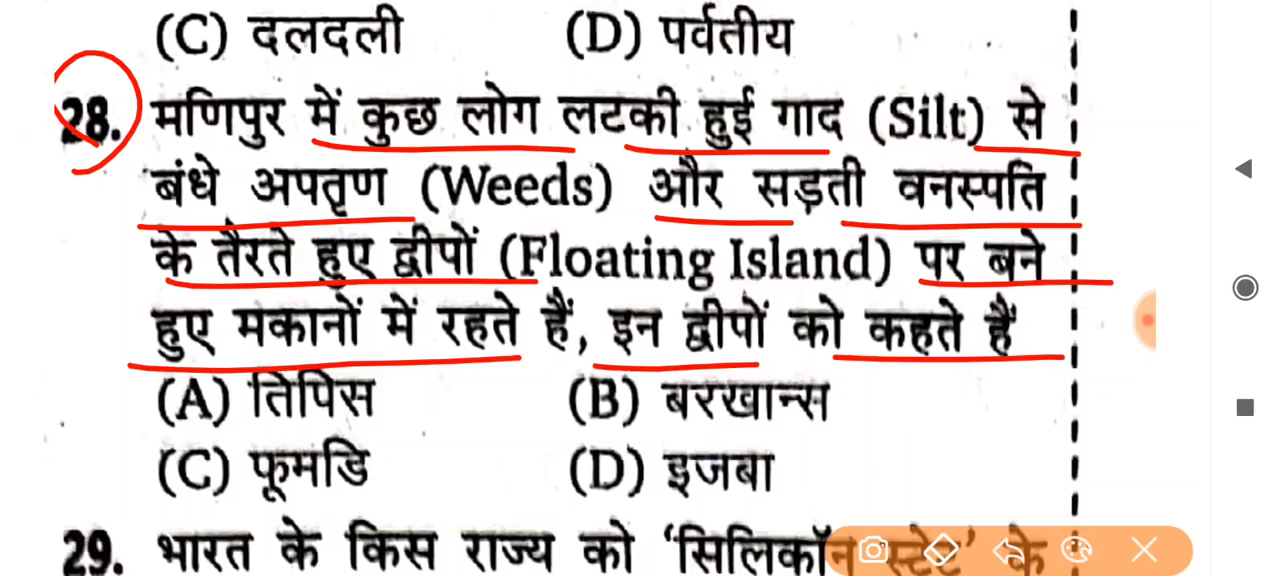 (C) दलदली (D) पर्वतीय
28. मणिपुर में कुछ लोग लटकी हुई गाद (Silt) से
बंधे अपतृण (Weeds) और सड़ती वनस्पति
के तैरते हुए द्वीपों (Floating Island) पर बने
हुए मकानों में रहते हैं, इन द्वीपों को कहते हैं
(A) तिपिस (B) बरखान्स
(C) फूमडि (D) इजबा
29. भारत के किस राज्य को ‘सिलिकॉन स्टेट’ के